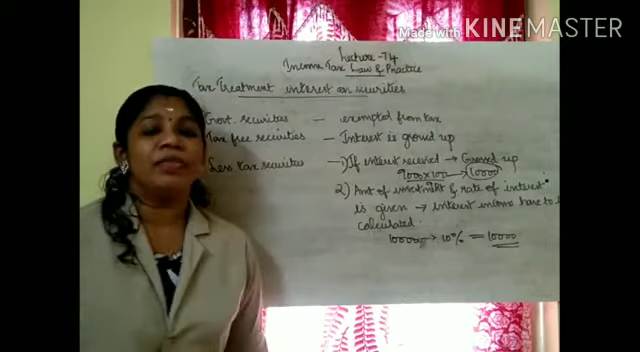 Made with KINEMASTER
Lecture - 74
Income Tax Law & Practice
Tax Treatment interest on securities
Govt. securities - exempted from tax
Tax free securities - Interest is grossed up
Less tax securities - 1) If interest received → Grossed up
9000x100 → 10000
90
2) Amt of investment & rate of interest
is given → interest income have to b
calculated.
100000 → 10% = 10000